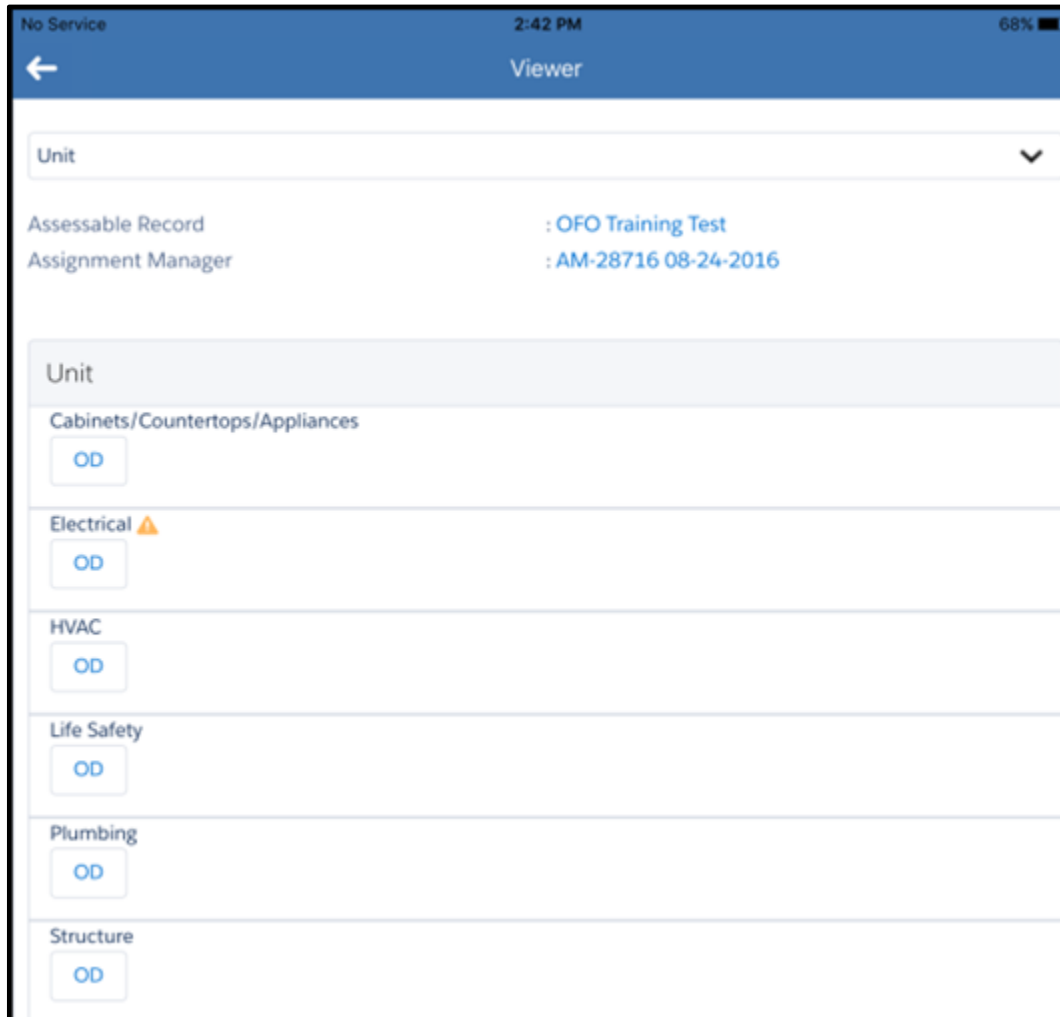 No Service 2:42 PM 68%
Viewer
Unit
Assessable Record : OFO Training Test
Assignment Manager : AM-28716 08-24-2016
Unit
Cabinets/Countertops/Appliances
OD
Electrical
OD
HVAC
OD
Life Safety
OD
Plumbing
OD
Structure
OD